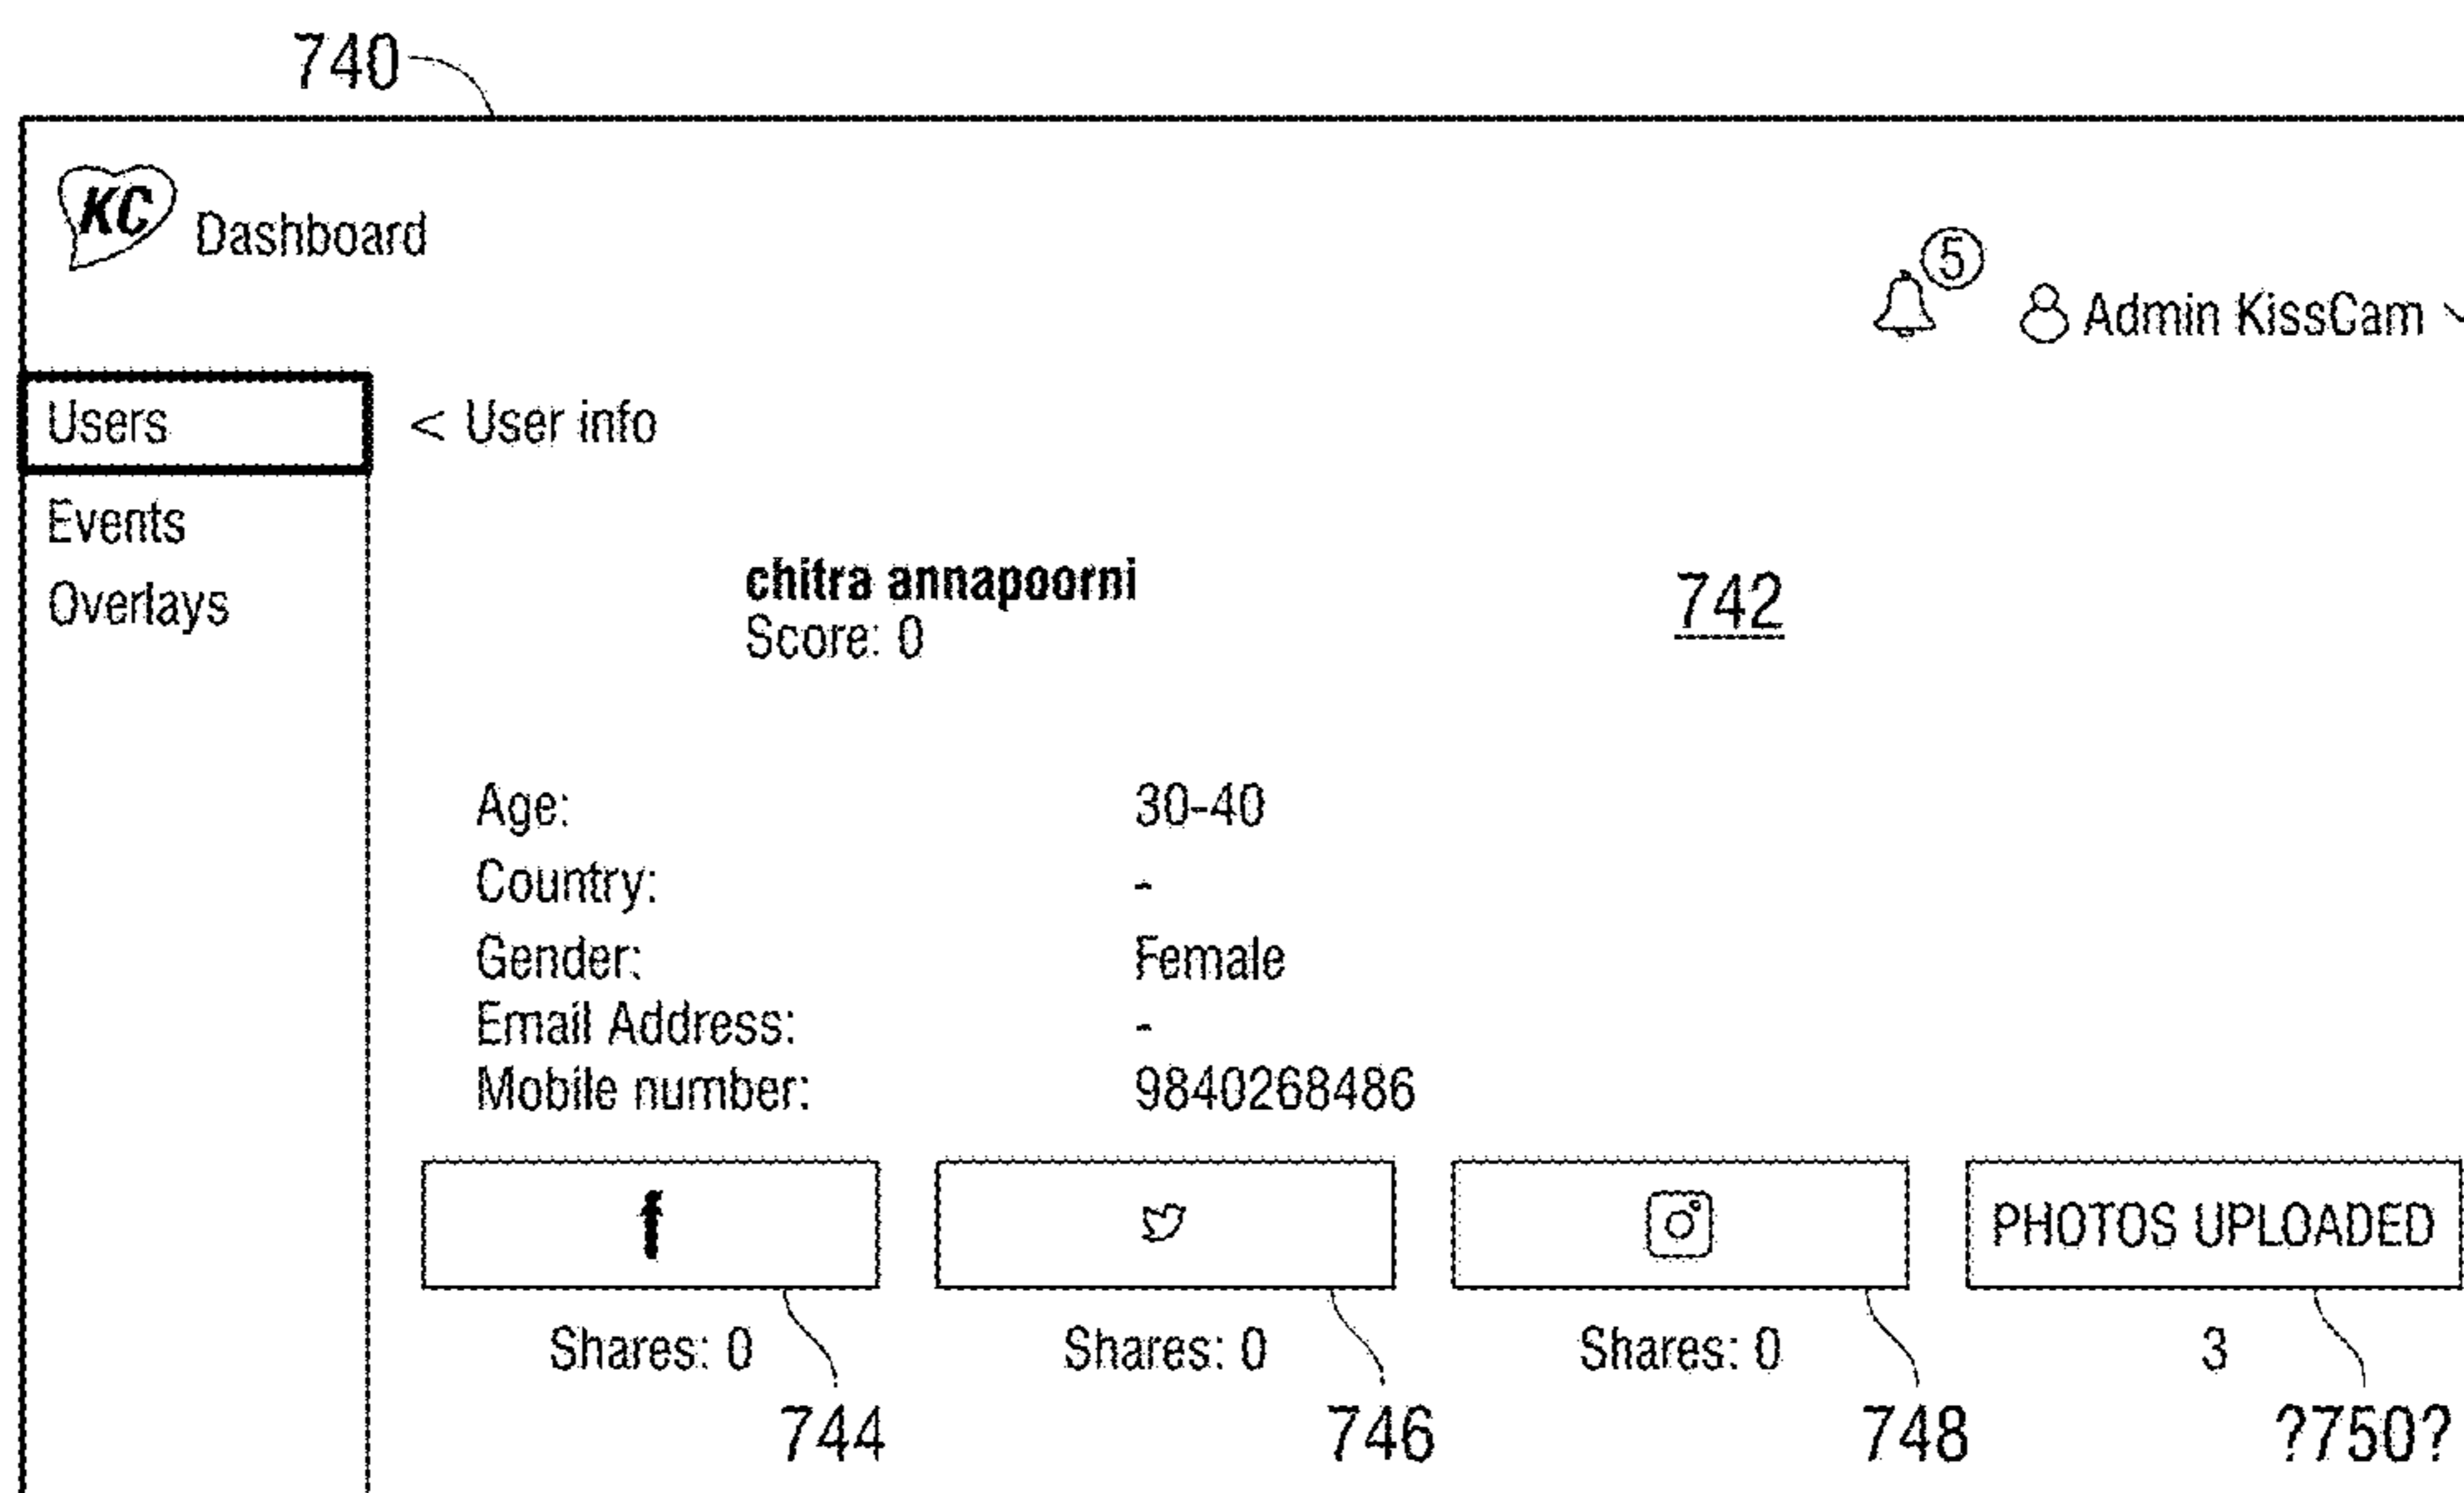 740
KC Dashboard
5
Admin KissCam
Users
< User info
Events
Overlays
chitra annapoorni
Score: 0
742
Age: 30-40
Country: -
Gender: Female
Email Address: -
Mobile number: 9840268486
f PHOTOS UPLOADED
Shares: 0 Shares: 0 Shares: 0 3
744 746 748 ?750?